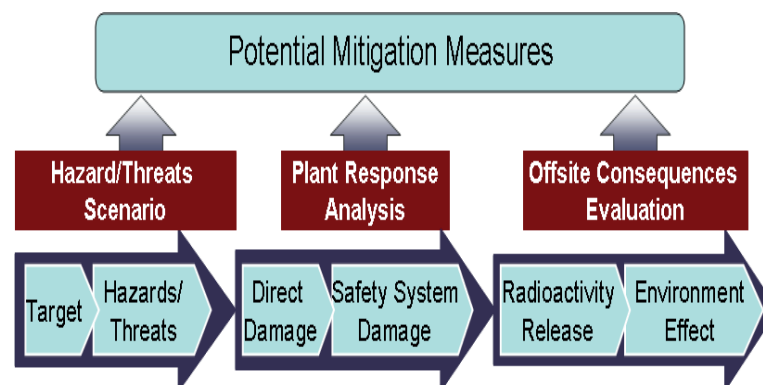 Potential Mitigation Measures
Hazard/Threats
Scenario
Plant Response
Analysis
Offsite Consequences
Evaluation
Target
Hazards/
Threats
Direct
Damage
Safety System
Damage
Radioactivity
Release
Environment
Effect